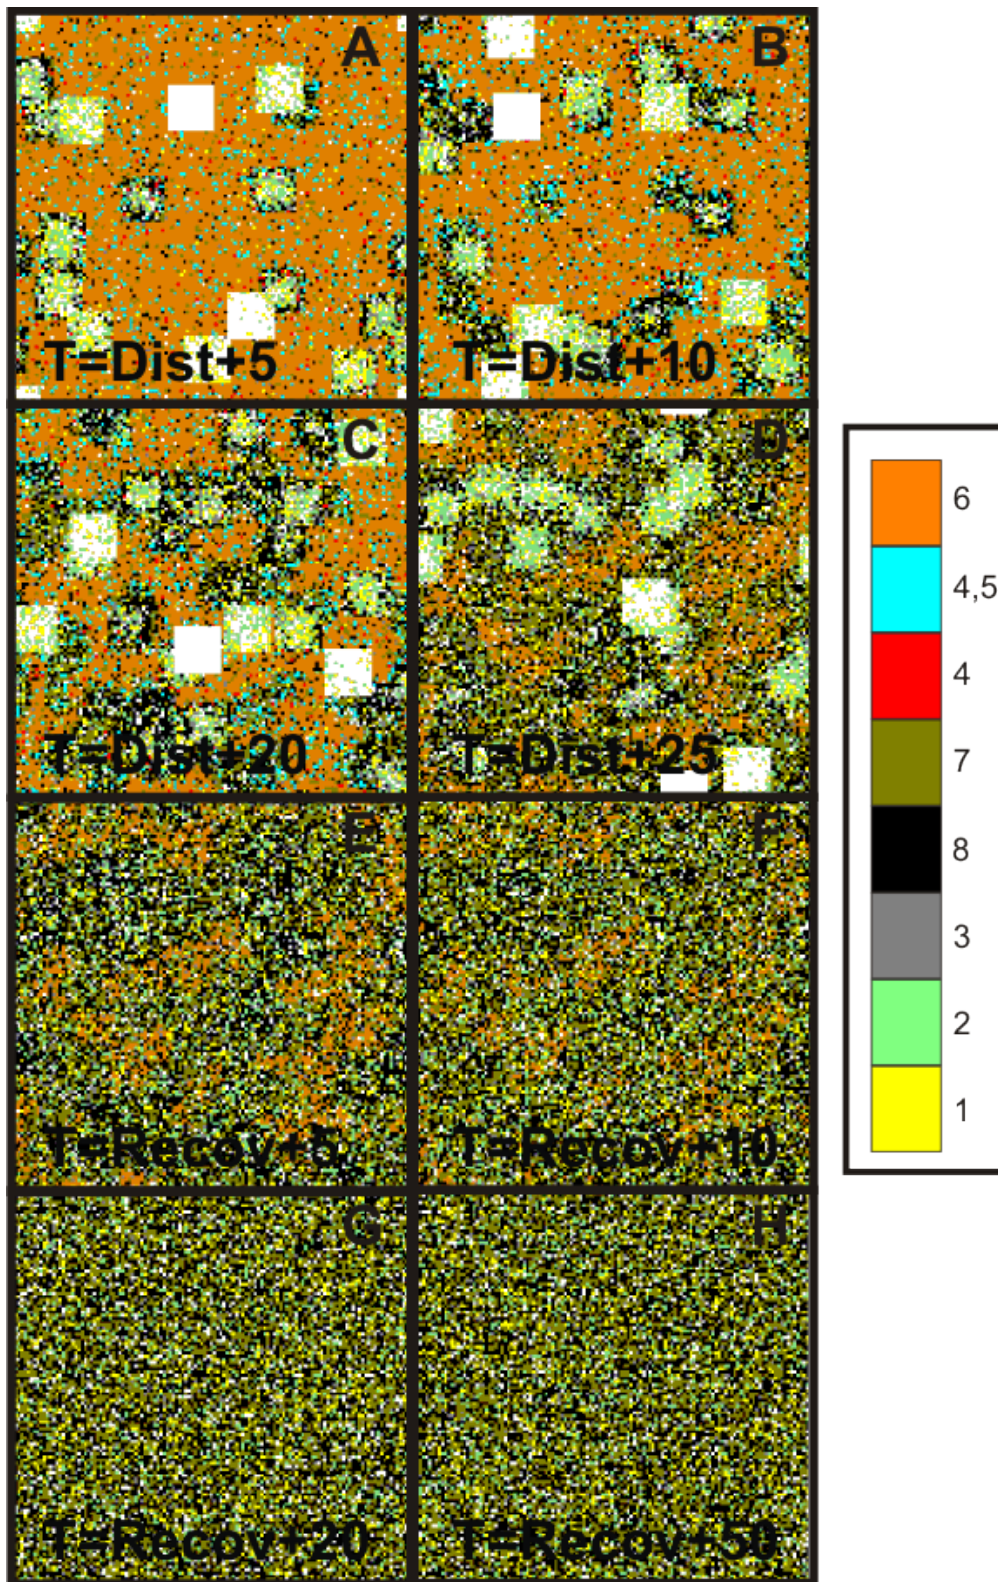 A
T=Dist+5
B
T=Dist+10
C
T=Dist+20
D
T=Dist+25
E
T=Recov+5
F
T=Recov+10
G
T=Recov+20
H
T=Recov+50
6
4,5
4
7
8
3
2
1